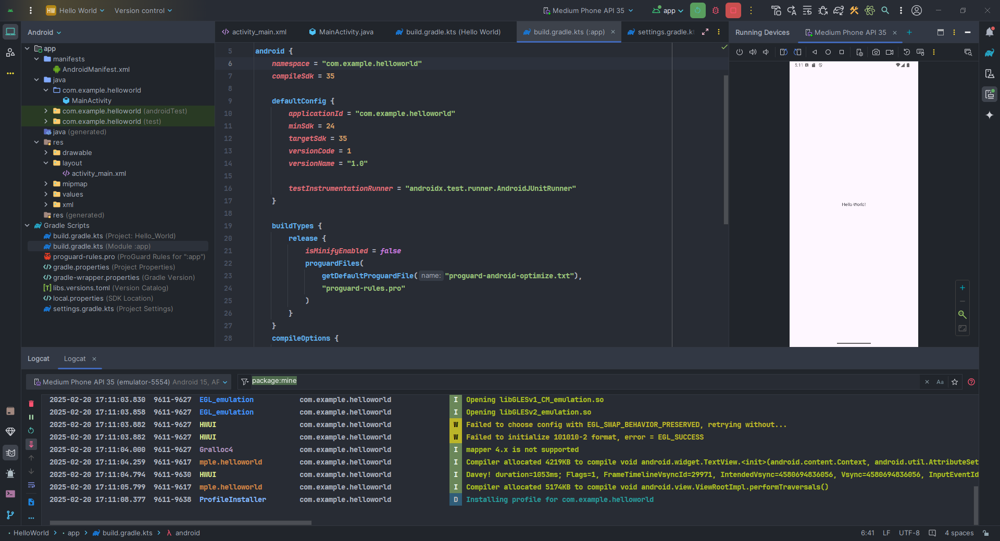 HW Hello World Version control Medium Phone API 35 app
Android
app
manifests
AndroidManifest.xml
java
com.example.helloworld
MainActivity
com.example.helloworld (androidTest)
com.example.helloworld (test)
java (generated)
res
drawable
layout
activity_main.xml
mipmap
values
xml
res (generated)
Gradle Scripts
build.gradle.kts (Project: Hello_World)
build.gradle.kts (Module :app)
proguard-rules.pro (ProGuard Rules for ":app")
gradle.properties (Project Properties)
gradle-wrapper.properties (Gradle Version)
libs.versions.toml (Version Catalog)
local.properties (SDK Location)
settings.gradle.kts (Project Settings)
activity_main.xml MainActivity.java build.gradle.kts (Hello World) build.gradle.kts (:app) settings.gradle.kt
5 android {
6 namespace = "com.example.helloworld"
7 compileSdk = 35
8
9 defaultConfig {
10 applicationId = "com.example.helloworld"
11 minSdk = 24
12 targetSdk = 35
13 versionCode = 1
14 versionName = "1.0"
15
16 testInstrumentationRunner = "androidx.test.runner.AndroidJUnitRunner"
17 }
18
19 buildTypes {
20 release {
21 isMinifyEnabled = false
22 proguardFiles(
23 getDefaultProguardFile( name: "proguard-android-optimize.txt"),
24 "proguard-rules.pro"
25 )
26 }
27 }
28 compileOptions {
Running Devices Medium Phone API 35
5:11
Hello World!
Logcat Logcat
Medium Phone API 35 (emulator-5554) Android 15, AP package:mine Aa
2025-02-20 17:11:03.830 9611-9627 EGL_emulation com.example.helloworld I Opening libGLESv1_CM_emulation.so
2025-02-20 17:11:03.858 9611-9627 EGL_emulation com.example.helloworld I Opening libGLESv2_emulation.so
2025-02-20 17:11:03.882 9611-9627 HWUI com.example.helloworld W Failed to choose config with EGL_SWAP_BEHAVIOR_PRESERVED, retrying without...
2025-02-20 17:11:03.882 9611-9627 HWUI com.example.helloworld W Failed to initialize 101010-2 format, error = EGL_SUCCESS
2025-02-20 17:11:04.000 9611-9627 Gralloc4 com.example.helloworld I mapper 4.x is not supported
2025-02-20 17:11:04.259 9611-9617 mple.helloworld com.example.helloworld I Compiler allocated 4219KB to compile void android.widget.TextView.<init>(android.content.Context, android.util.AttributeSet
2025-02-20 17:11:04.794 9611-9630 HWUI com.example.helloworld I Davey! duration=1053ms; Flags=1, FrameTimelineVsyncId=29971, IntendedVsync=4580694836056, Vsync=4580694836056, InputEventId
2025-02-20 17:11:05.799 9611-9617 mple.helloworld com.example.helloworld I Compiler allocated 5174KB to compile void android.view.ViewRootImpl.performTraversals()
2025-02-20 17:11:08.377 9611-9638 ProfileInstaller com.example.helloworld D Installing profile for com.example.helloworld
HelloWorld > app > build.gradle.kts > λ android 6:41 LF UTF-8 4 spaces